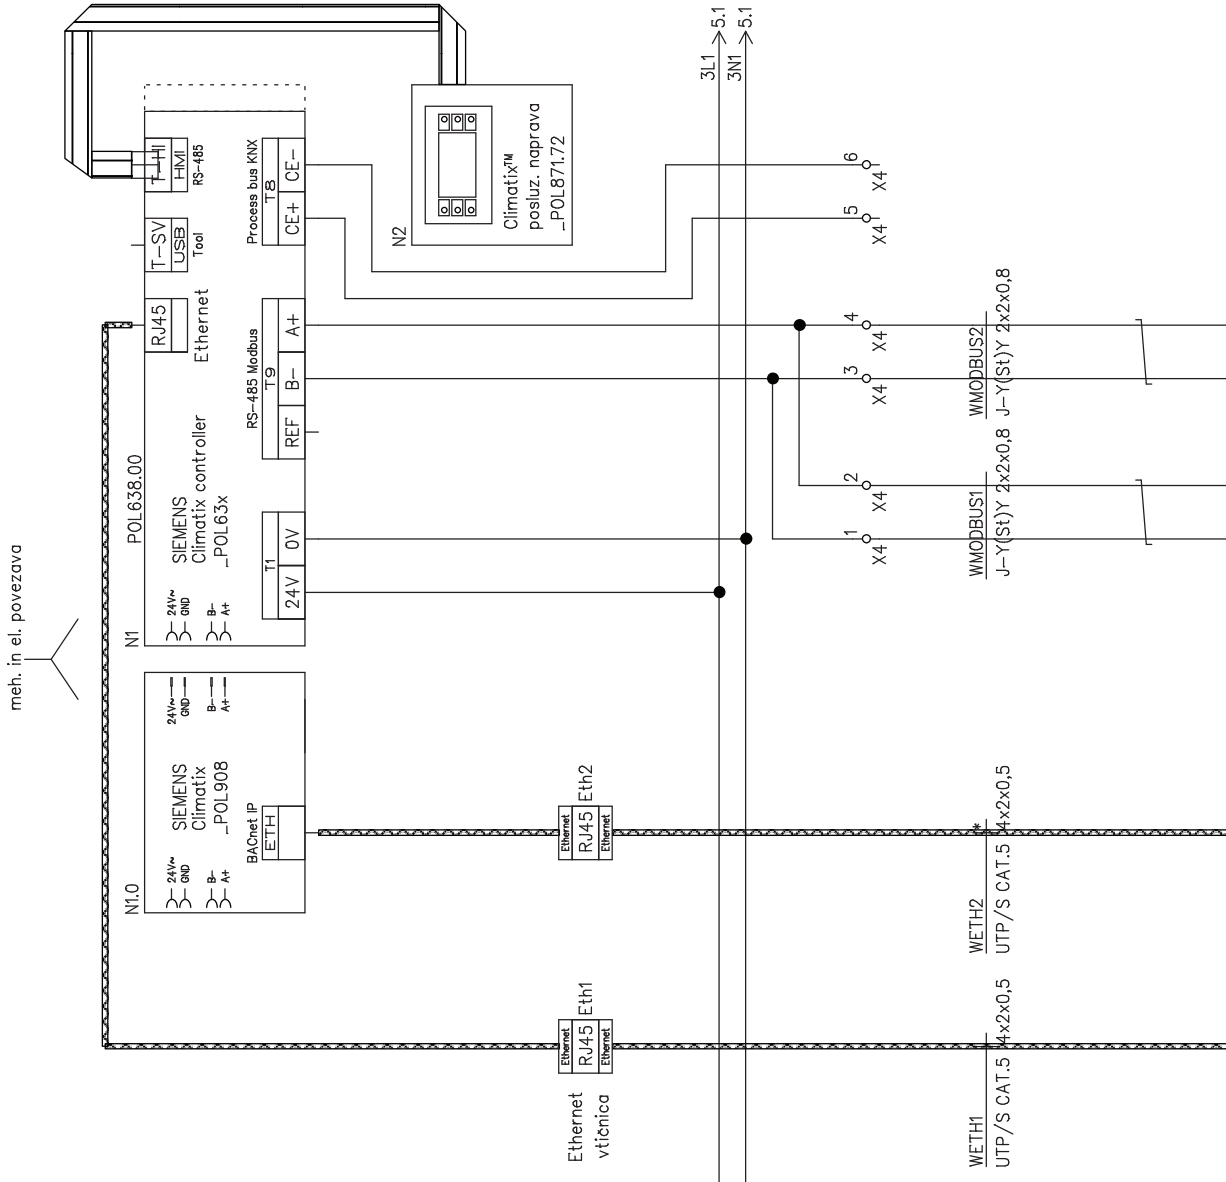 meh. in el. povezava
N1
POL638.00
SIEMENS
Climatix controller
_POL63x
24V~
GND
B-
A+
RJ45
Ethernet
T-SV
USB
Tool
T-HI
HMI
RS-485
T1
24V
0V
RS-485 Modbus
T9
REF
B-
A+
Process bus KNX
T8
CE+
CE-
N2
Climatix™
posluz. naprava
_POL871.72
N1.0
SIEMENS
Climatix
_POL908
24V~
GND
B-
A+
24V~
GND
B-
A+
BACnet IP
ETH
3L1
5.1
3N1
5.1
Ethernet
RJ45
Ethernet
Eth1
Ethernet
RJ45
Ethernet
Eth2
Ethernet
vtičnica
X4
1
X4
2
X4
3
X4
4
X4
5
X4
6
WETH1
UTP/S CAT.5 4x2x0,5
WETH2
UTP/S CAT.5 4x2x0,5
*
WMODBUS1
J-Y(St)Y 2x2x0,8
WMODBUS2
J-Y(St)Y 2x2x0,8